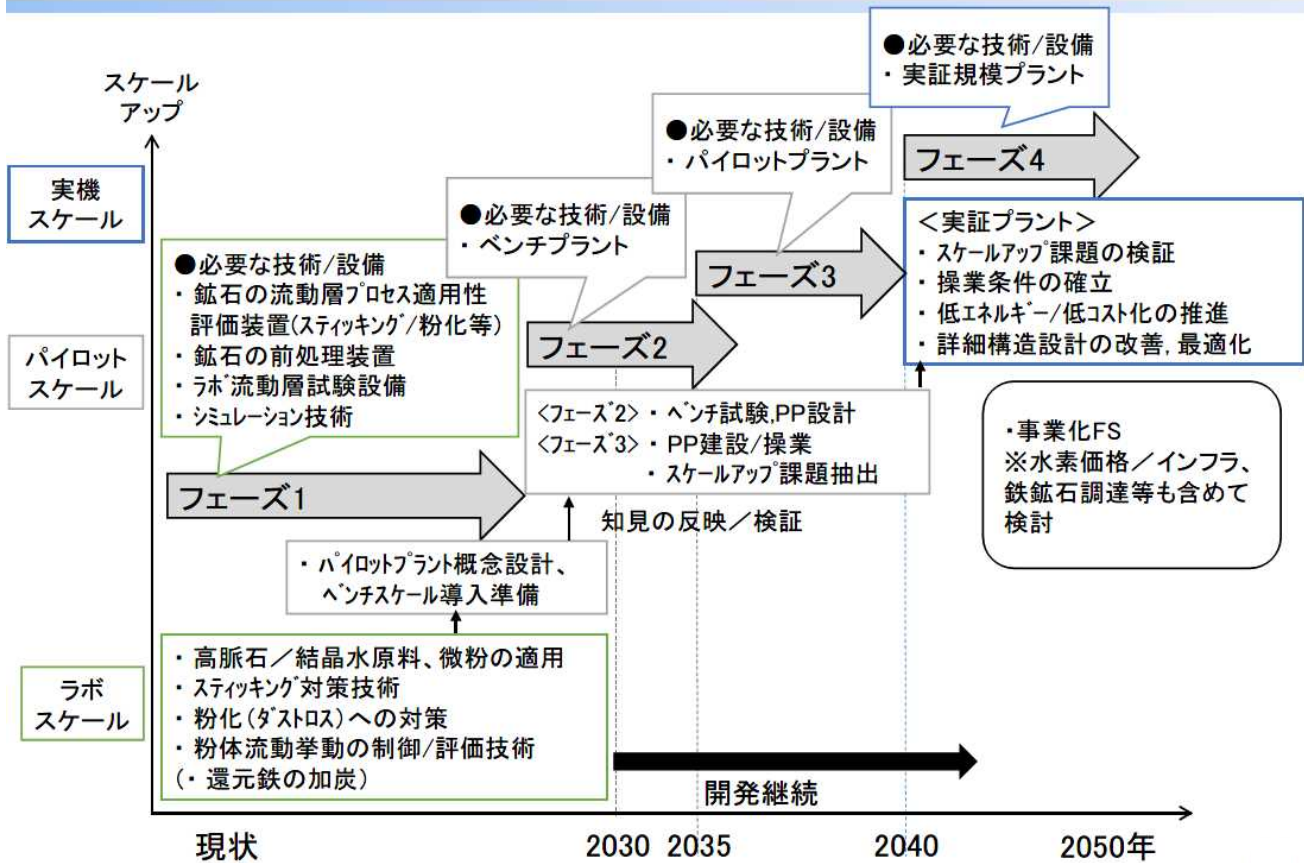 スケール
アップ
実機
スケール
パイロット
スケール
ラボ
スケール
●必要な技術/設備
・鉱石の流動層プロセス適用性
評価装置(スティッキング/粉化等)
・鉱石の前処理装置
・ラボ流動層試験設備
・シミュレーション技術
フェーズ1
●必要な技術/設備
・ベンチプラント
フェーズ2
●必要な技術/設備
・パイロットプラント
フェーズ3
●必要な技術/設備
・実証規模プラント
フェーズ4
<実証プラント>
・スケールアップ課題の検証
・操業条件の確立
・低エネルギー/低コスト化の推進
・詳細構造設計の改善,最適化
<フェーズ2>・ベンチ試験,PP設計
<フェーズ3>・PP建設/操業
・スケールアップ課題抽出
知見の反映/検証
・事業化FS
※水素価格/インフラ、
鉄鉱石調達等も含めて
検討
・パイロットプラント概念設計、
ベンチスケール導入準備
・高脈石/結晶水原料、微粉の適用
・スティッキング対策技術
・粉化(ダストロス)への対策
・粉体流動挙動の制御/評価技術
(・還元鉄の加炭)
開発継続
現状 2030 2035 2040 2050年